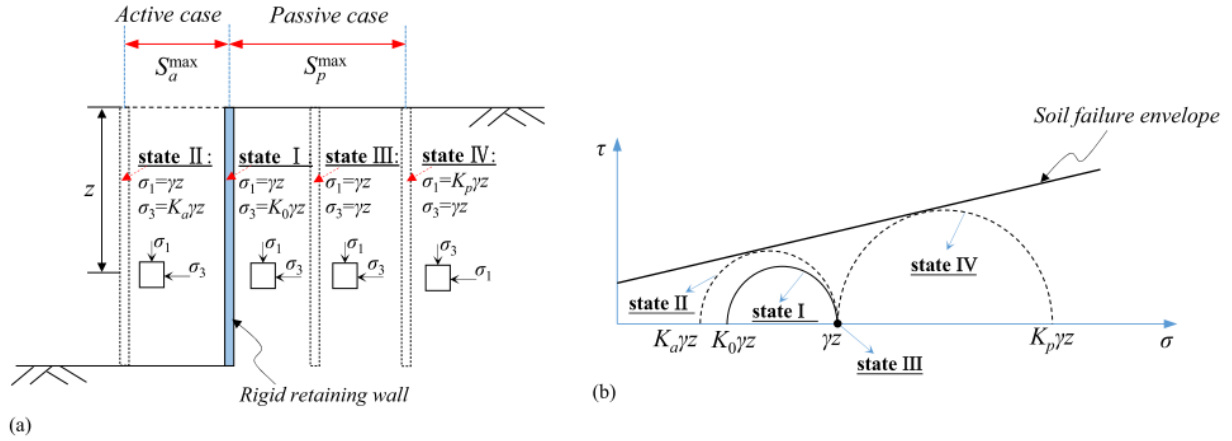 Active case
Passive case
S_a^max
S_p^max
z
state Ⅱ:
σ1=γz
σ3=Kaγz
σ1
σ3
state Ⅰ:
σ1=γz
σ3=K0γz
σ1
σ3
state Ⅲ:
σ1=γz
σ3=γz
σ1
σ3
state Ⅳ:
σ1=Kpγz
σ3=γz
σ3
σ1
Rigid retaining wall
(a)
τ
Soil failure envelope
state Ⅳ
state Ⅱ
state Ⅰ
Kaγz
K0γz
γz
Kpγz
σ
state Ⅲ
(b)